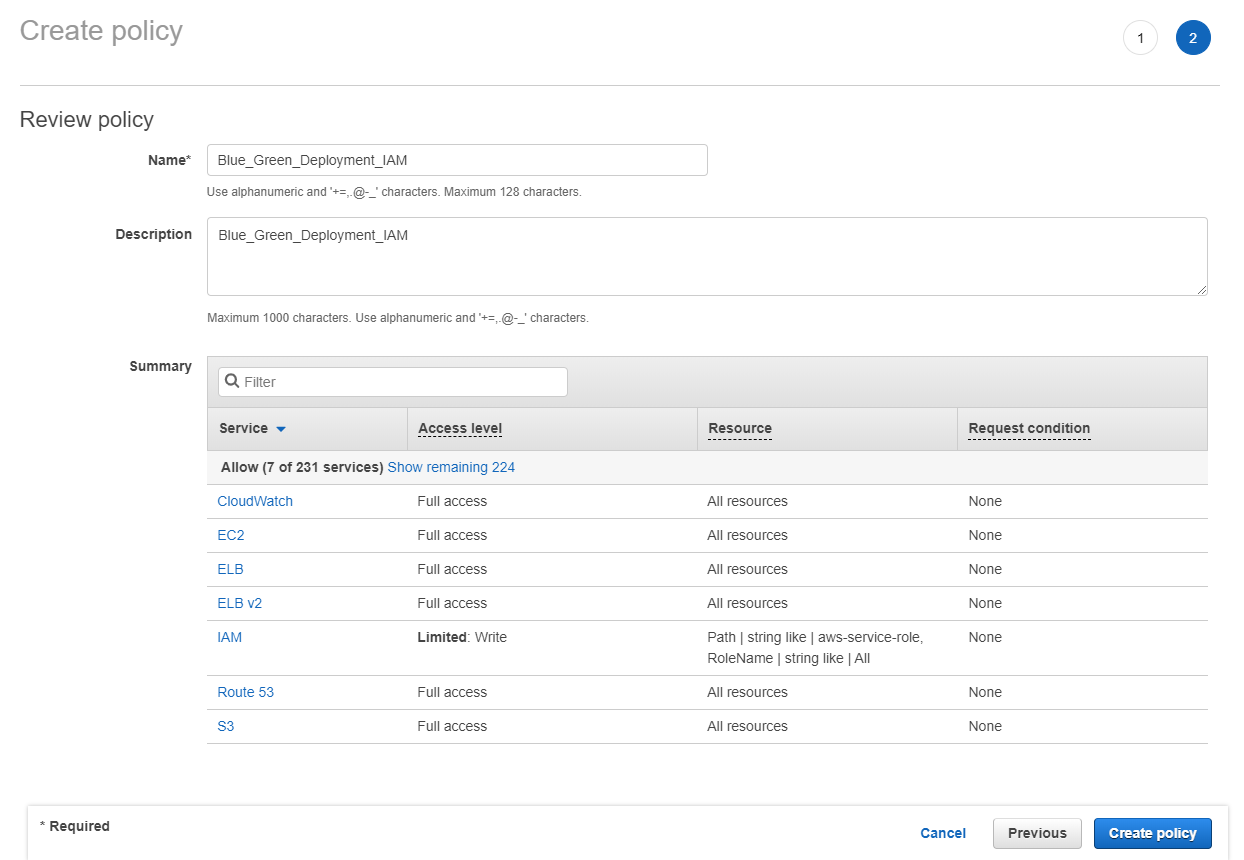 Create policy
1
2
Review policy
Name*
Blue_Green_Deployment_IAM
Use alphanumeric and '+=,.@-_' characters. Maximum 128 characters.
Description
Blue_Green_Deployment_IAM
Maximum 1000 characters. Use alphanumeric and '+=,.@-_' characters.
Summary
Filter
Service Access level Resource Request condition
Allow (7 of 231 services) Show remaining 224
CloudWatch Full access All resources None
EC2 Full access All resources None
ELB Full access All resources None
ELB v2 Full access All resources None
IAM Limited: Write Path | string like | aws-service-role, None
RoleName | string like | All
Route 53 Full access All resources None
S3 Full access All resources None
* Required
Cancel Previous Create policy